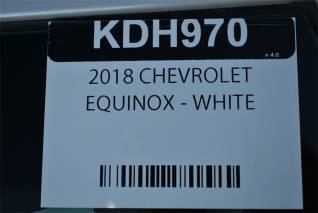 KDH970
v 4.0
2018 CHEVROLET
EQUINOX - WHITE